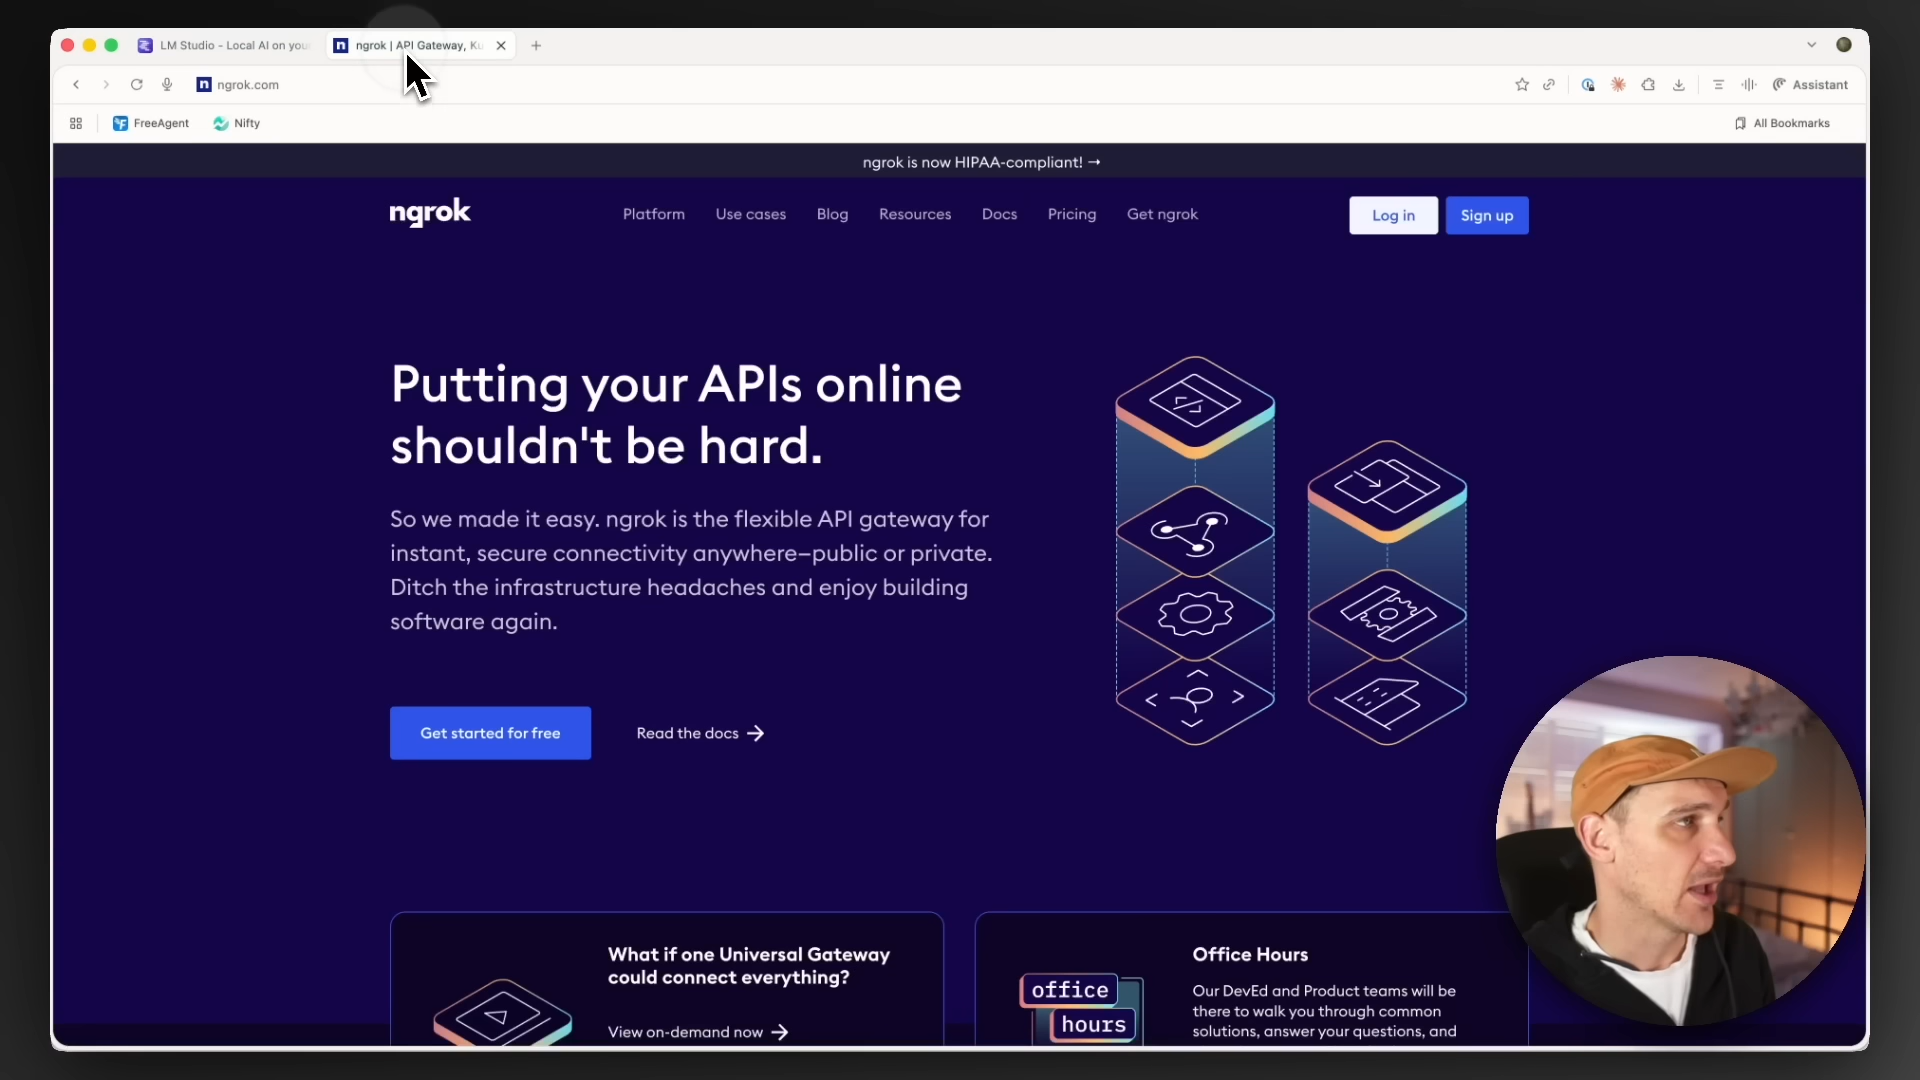 LM Studio - Local AI on your
ngrok | API Gateway, Ku
ngrok.com
Assistant
FreeAgent
Nifty
All Bookmarks
ngrok is now HIPAA-compliant! →
ngrok
Platform
Use cases
Blog
Resources
Docs
Pricing
Get ngrok
Log in
Sign up
Putting your APIs online
shouldn't be hard.
So we made it easy. ngrok is the flexible API gateway for
instant, secure connectivity anywhere—public or private.
Ditch the infrastructure headaches and enjoy building
software again.
Get started for free
Read the docs →
What if one Universal Gateway
could connect everything?
View on-demand now →
office
hours
Office Hours
Our DevEd and Product teams will be
there to walk you through common
solutions, answer your questions, and